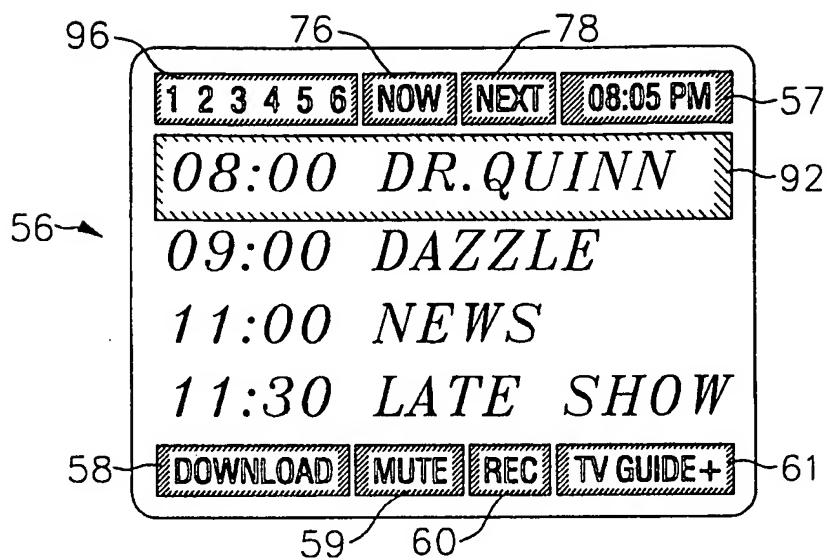 96 76 78
1 2 3 4 5 6 NOW NEXT 08:05 PM 57
08:00 DR.QUINN 92
56
09:00 DAZZLE
11:00 NEWS
11:30 LATE SHOW
58 DOWNLOAD MUTE REC TV GUIDE+ 61
59 60